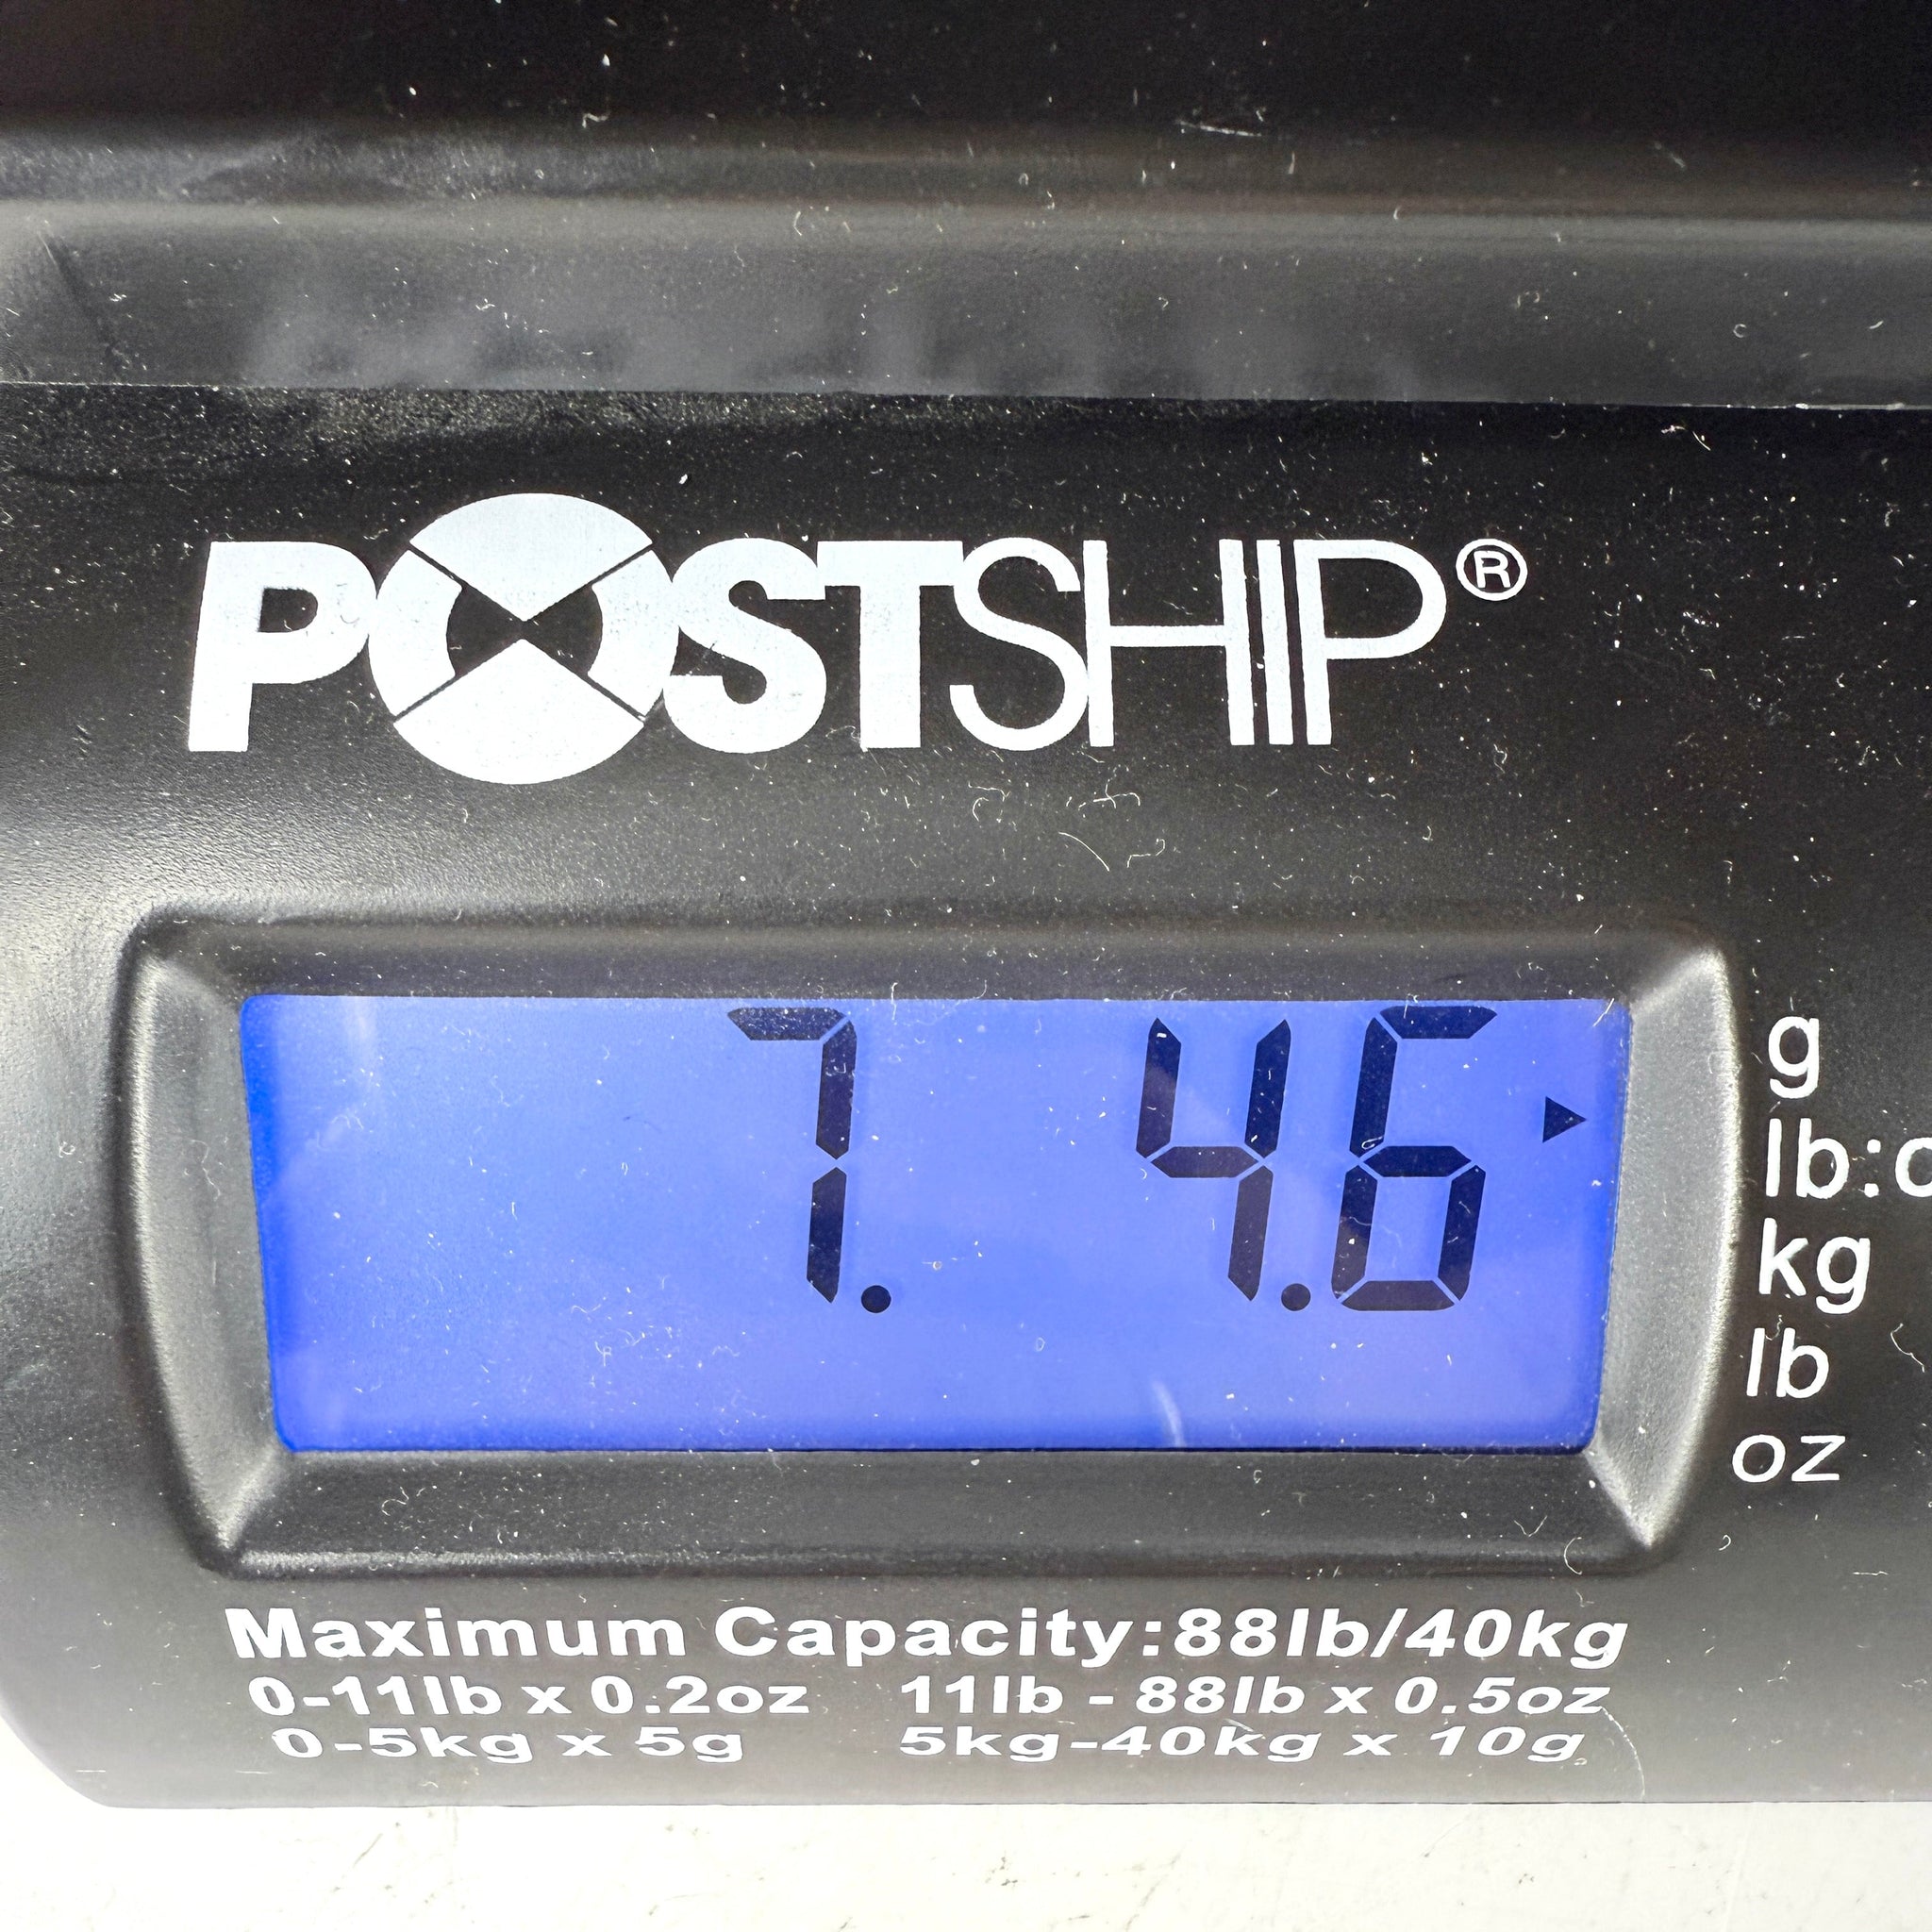 POSTSHIP®
7. 4.6
g
lb:o
kg
lb
oz
Maximum Capacity:88lb/40kg
0-11lb x 0.2oz 11lb - 88lb x 0.5oz
0-5kg x 5g 5kg-40kg x 10g